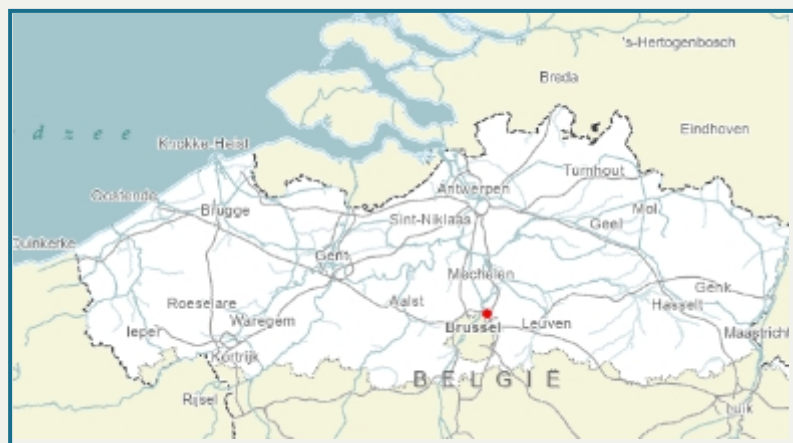 's-Hertogenbosch
Breda
d z e e
Eindhoven
Knokke-Heist
Turnhout
Antwerpen
Oostende
Mol
Brugge
Sint-Niklaas
Geel
Duinkerke
Gent
Mechelen
Genk
Roeselare
Aalst
Hasselt
Ieper
Waregem
Brussel
Leuven
Maastricht
Kortrijk
BELGIË
Rijsel
Luik